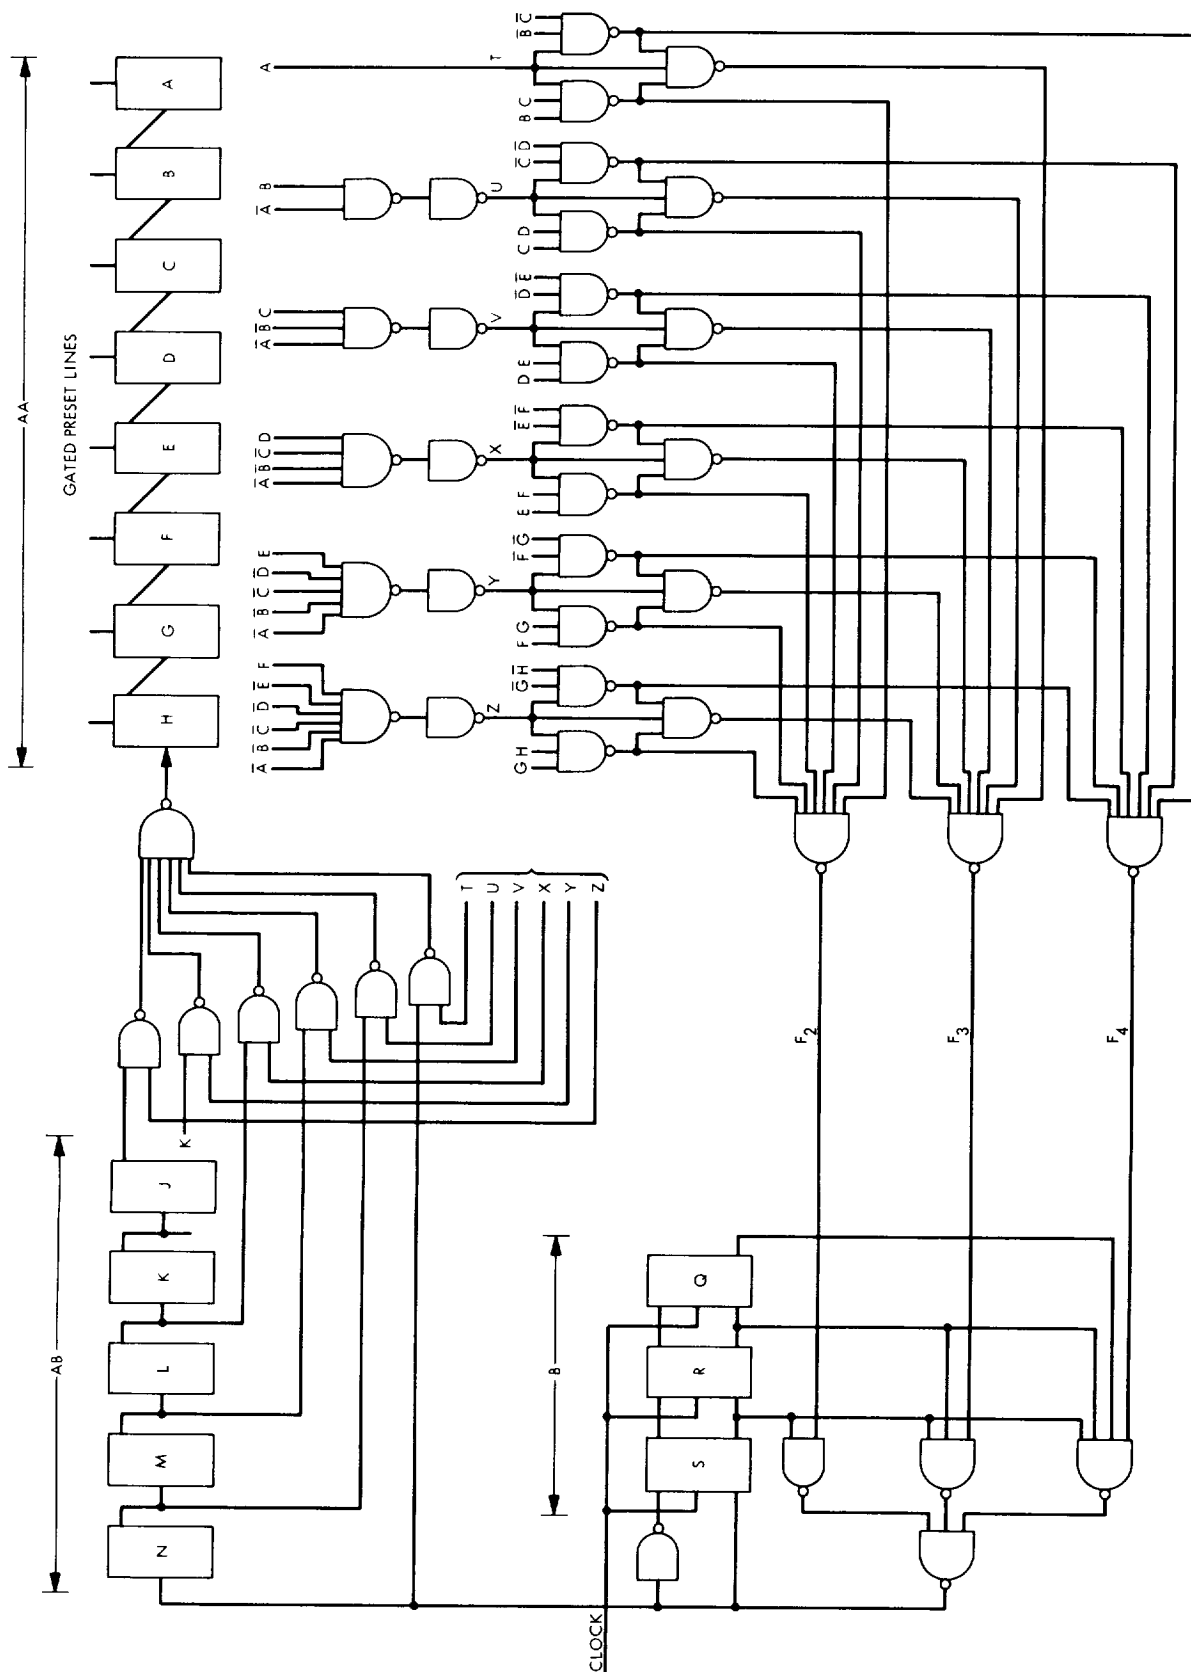 AA
AB
GATED PRESET LINES
N M L K J H G F E D C B A
K
A̅ B̅ C̅ D̅ E̅ F
A̅ B̅ C̅ D̅ E
A̅ B̅ C̅ D
A̅ B̅ C
A̅ B
A
T
U
V
X
Y
Z
Z Y X V U T
G H G̅ H̅
F G F̅ G̅
E F E̅ F̅
D E D̅ E̅
C D C̅ D̅
B C B̅ C̅
B
CLOCK
S R Q
F₂
F₃
F₄